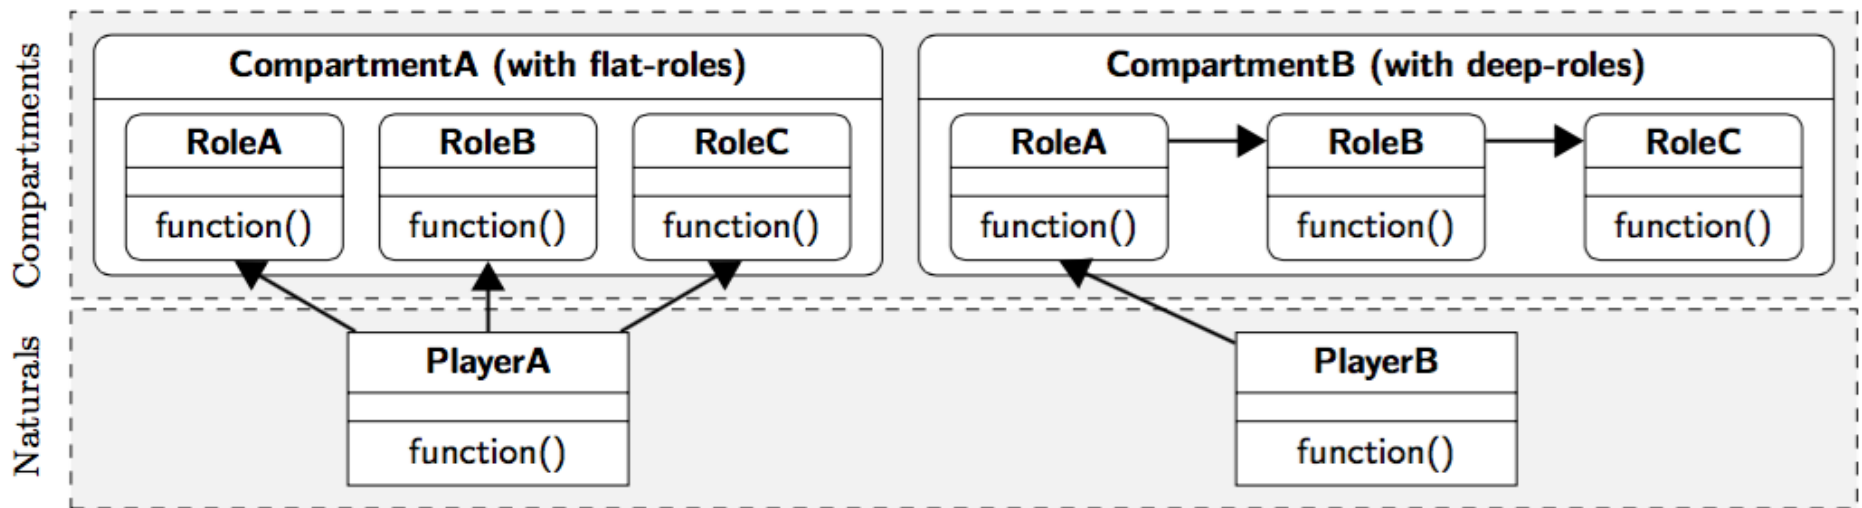 Compartments
CompartmentA (with flat-roles)
RoleA
function()
RoleB
function()
RoleC
function()
CompartmentB (with deep-roles)
RoleA
function()
RoleB
function()
RoleC
function()
Naturals
PlayerA
function()
PlayerB
function()